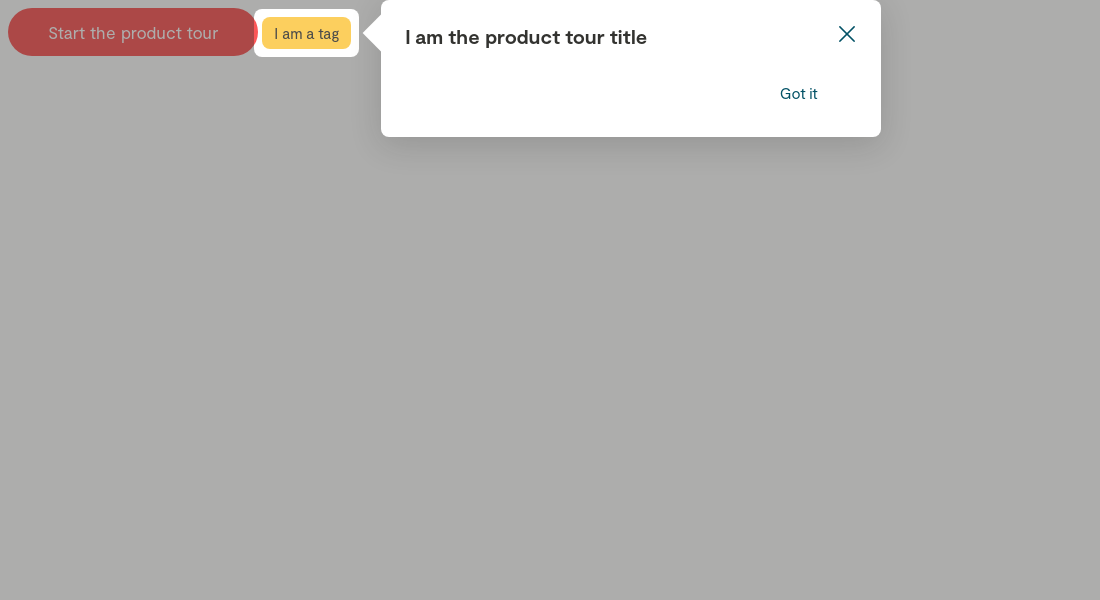 Start the product tour
I am a tag
I am the product tour title
Got it